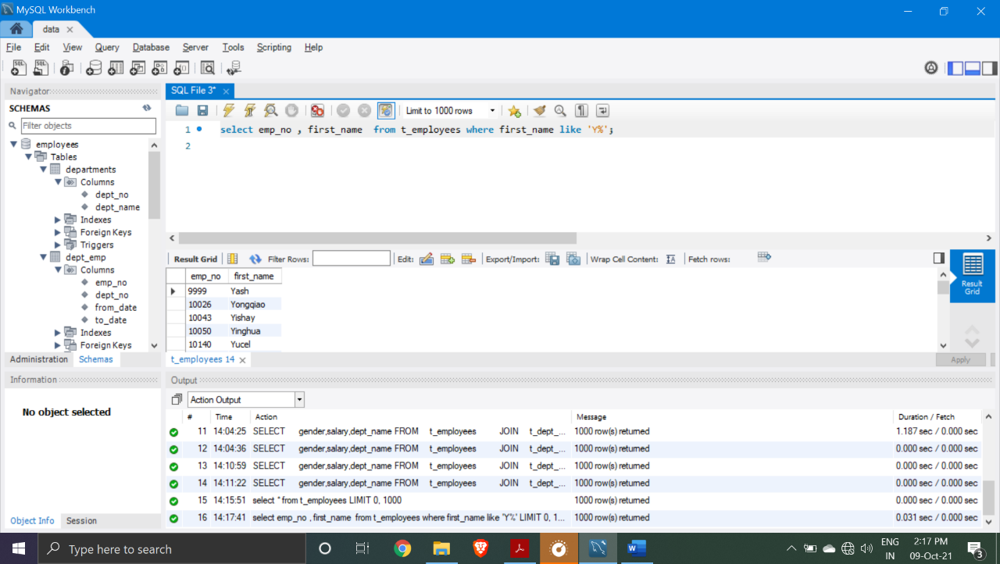 MySQL Workbench
data
File Edit View Query Database Server Tools Scripting Help
Navigator
SCHEMAS
Filter objects
employees
Tables
departments
Columns
dept_no
dept_name
Indexes
Foreign Keys
Triggers
dept_emp
Columns
emp_no
dept_no
from_date
to_date
Indexes
Foreign Keys
Administration Schemas
Information
No object selected
Object Info Session
SQL File 3*
Limit to 1000 rows
1 select emp_no , first_name  from t_employees where first_name like 'Y%';
2
Result Grid Filter Rows: Edit: Export/Import: Wrap Cell Content: Fetch rows:
emp_no first_name
9999 Yash
10026 Yongqiao
10043 Yishay
10050 Yinghua
10140 Yucel
Result Grid
t_employees 14
Apply
Output
Action Output
# Time Action Message Duration / Fetch
11 14:04:25 SELECT gender,salary,dept_name FROM t_employees JOIN t_dept_... 1000 row(s) returned 1.187 sec / 0.000 sec
12 14:04:36 SELECT gender,salary,dept_name FROM t_employees JOIN t_dept_... 1000 row(s) returned 0.000 sec / 0.000 sec
13 14:10:59 SELECT gender,salary,dept_name FROM t_employees JOIN t_dept_... 1000 row(s) returned 0.000 sec / 0.000 sec
14 14:11:22 SELECT gender,salary,dept_name FROM t_employees JOIN t_dept_... 1000 row(s) returned 0.000 sec / 0.000 sec
15 14:15:51 select * from t_employees LIMIT 0, 1000 1000 row(s) returned 0.000 sec / 0.000 sec
16 14:17:41 select emp_no , first_name  from t_employees where first_name like 'Y%' LIMIT 0, 1... 1000 row(s) returned 0.031 sec / 0.000 sec
Type here to search
ENG
IN
2:17 PM
09-Oct-21
3